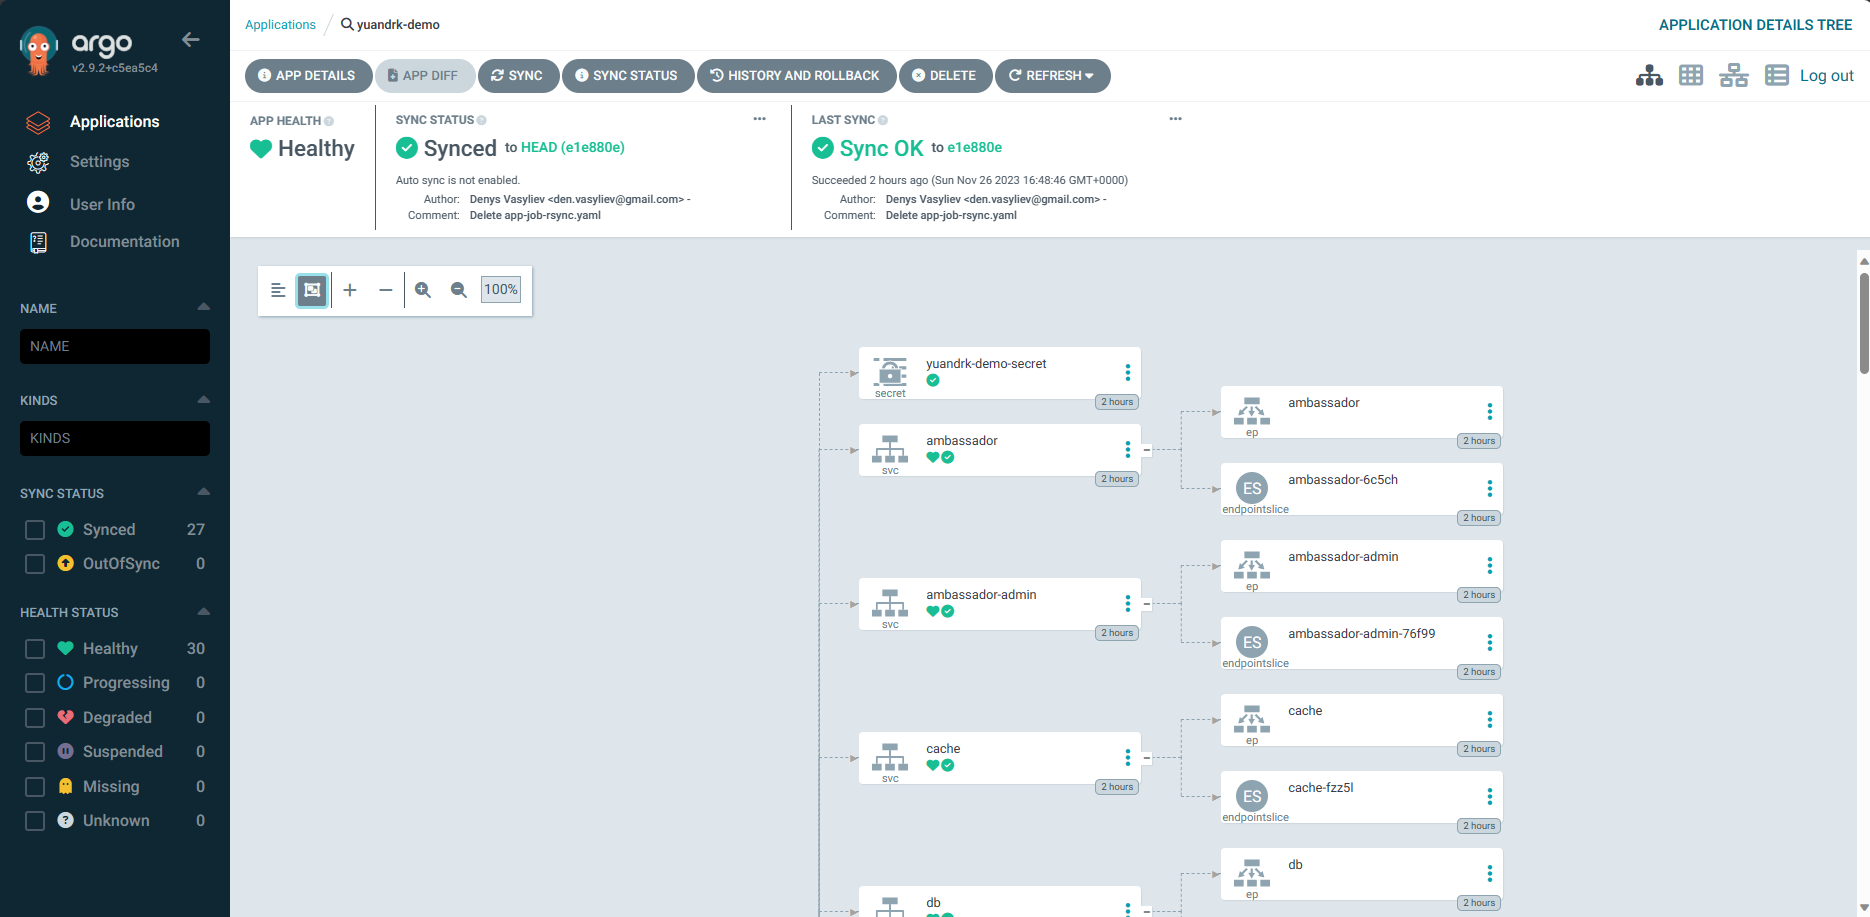 argo
v2.9.2+c5ea5c4
Applications
Settings
User Info
Documentation
NAME
NAME
KINDS
KINDS
SYNC STATUS
Synced 27
OutOfSync 0
HEALTH STATUS
Healthy 30
Progressing 0
Degraded 0
Suspended 0
Missing 0
Unknown 0
Applications / yuandrk-demo
APPLICATION DETAILS TREE
APP DETAILS APP DIFF SYNC SYNC STATUS HISTORY AND ROLLBACK DELETE REFRESH
Log out
APP HEALTH
Healthy
SYNC STATUS
Synced to HEAD (e1e880e)
Auto sync is not enabled.
Author: Denys Vasyliev <den.vasyliev@gmail.com> -
Comment: Delete app-job-rsync.yaml
LAST SYNC
Sync OK to e1e880e
Succeeded 2 hours ago (Sun Nov 26 2023 16:48:46 GMT+0000)
Author: Denys Vasyliev <den.vasyliev@gmail.com> -
Comment: Delete app-job-rsync.yaml
100%
yuandrk-demo-secret
secret
2 hours
ambassador
svc
2 hours
ambassador
ep
2 hours
ES
ambassador-6c5ch
endpointslice
2 hours
ambassador-admin
svc
2 hours
ambassador-admin
ep
2 hours
ES
ambassador-admin-76f99
endpointslice
2 hours
cache
svc
2 hours
cache
ep
2 hours
ES
cache-fzz5l
endpointslice
2 hours
db
db
ep
2 hours